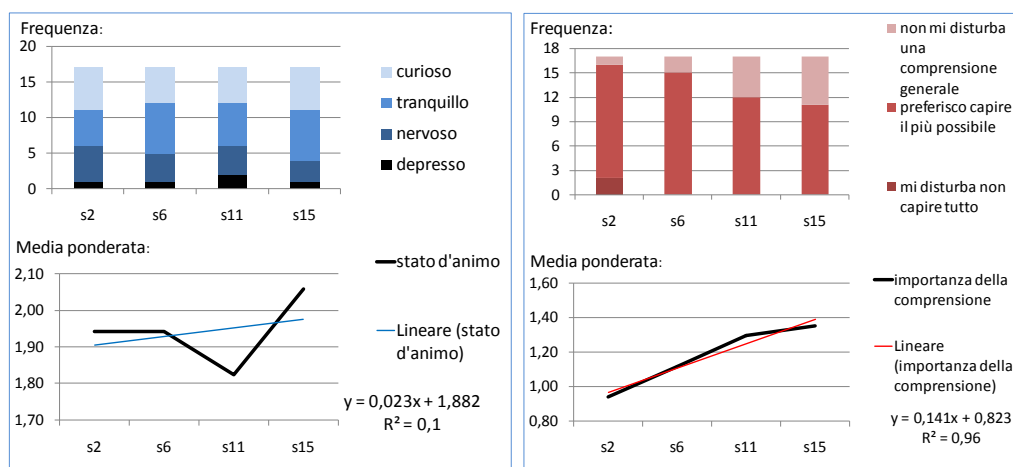 Frequenza:
20
15
10
5
0
s2 s6 s11 s15
curioso
tranquillo
nervoso
depresso
Media ponderata:
2,10
2,00
1,90
1,80
1,70
s2 s6 s11 s15
stato d'animo
Lineare (stato
d'animo)
y = 0,023x + 1,882
R² = 0,1
Frequenza:
18
15
12
9
6
3
0
s2 s6 s11 s15
non mi disturba
una
comprensione
generale
preferisco capire
il più possibile
mi disturba non
capire tutto
Media ponderata:
1,60
1,40
1,20
1,00
0,80
s2 s6 s11 s15
importanza della
comprensione
Lineare
(importanza della
comprensione)
y = 0,141x + 0,823
R² = 0,96